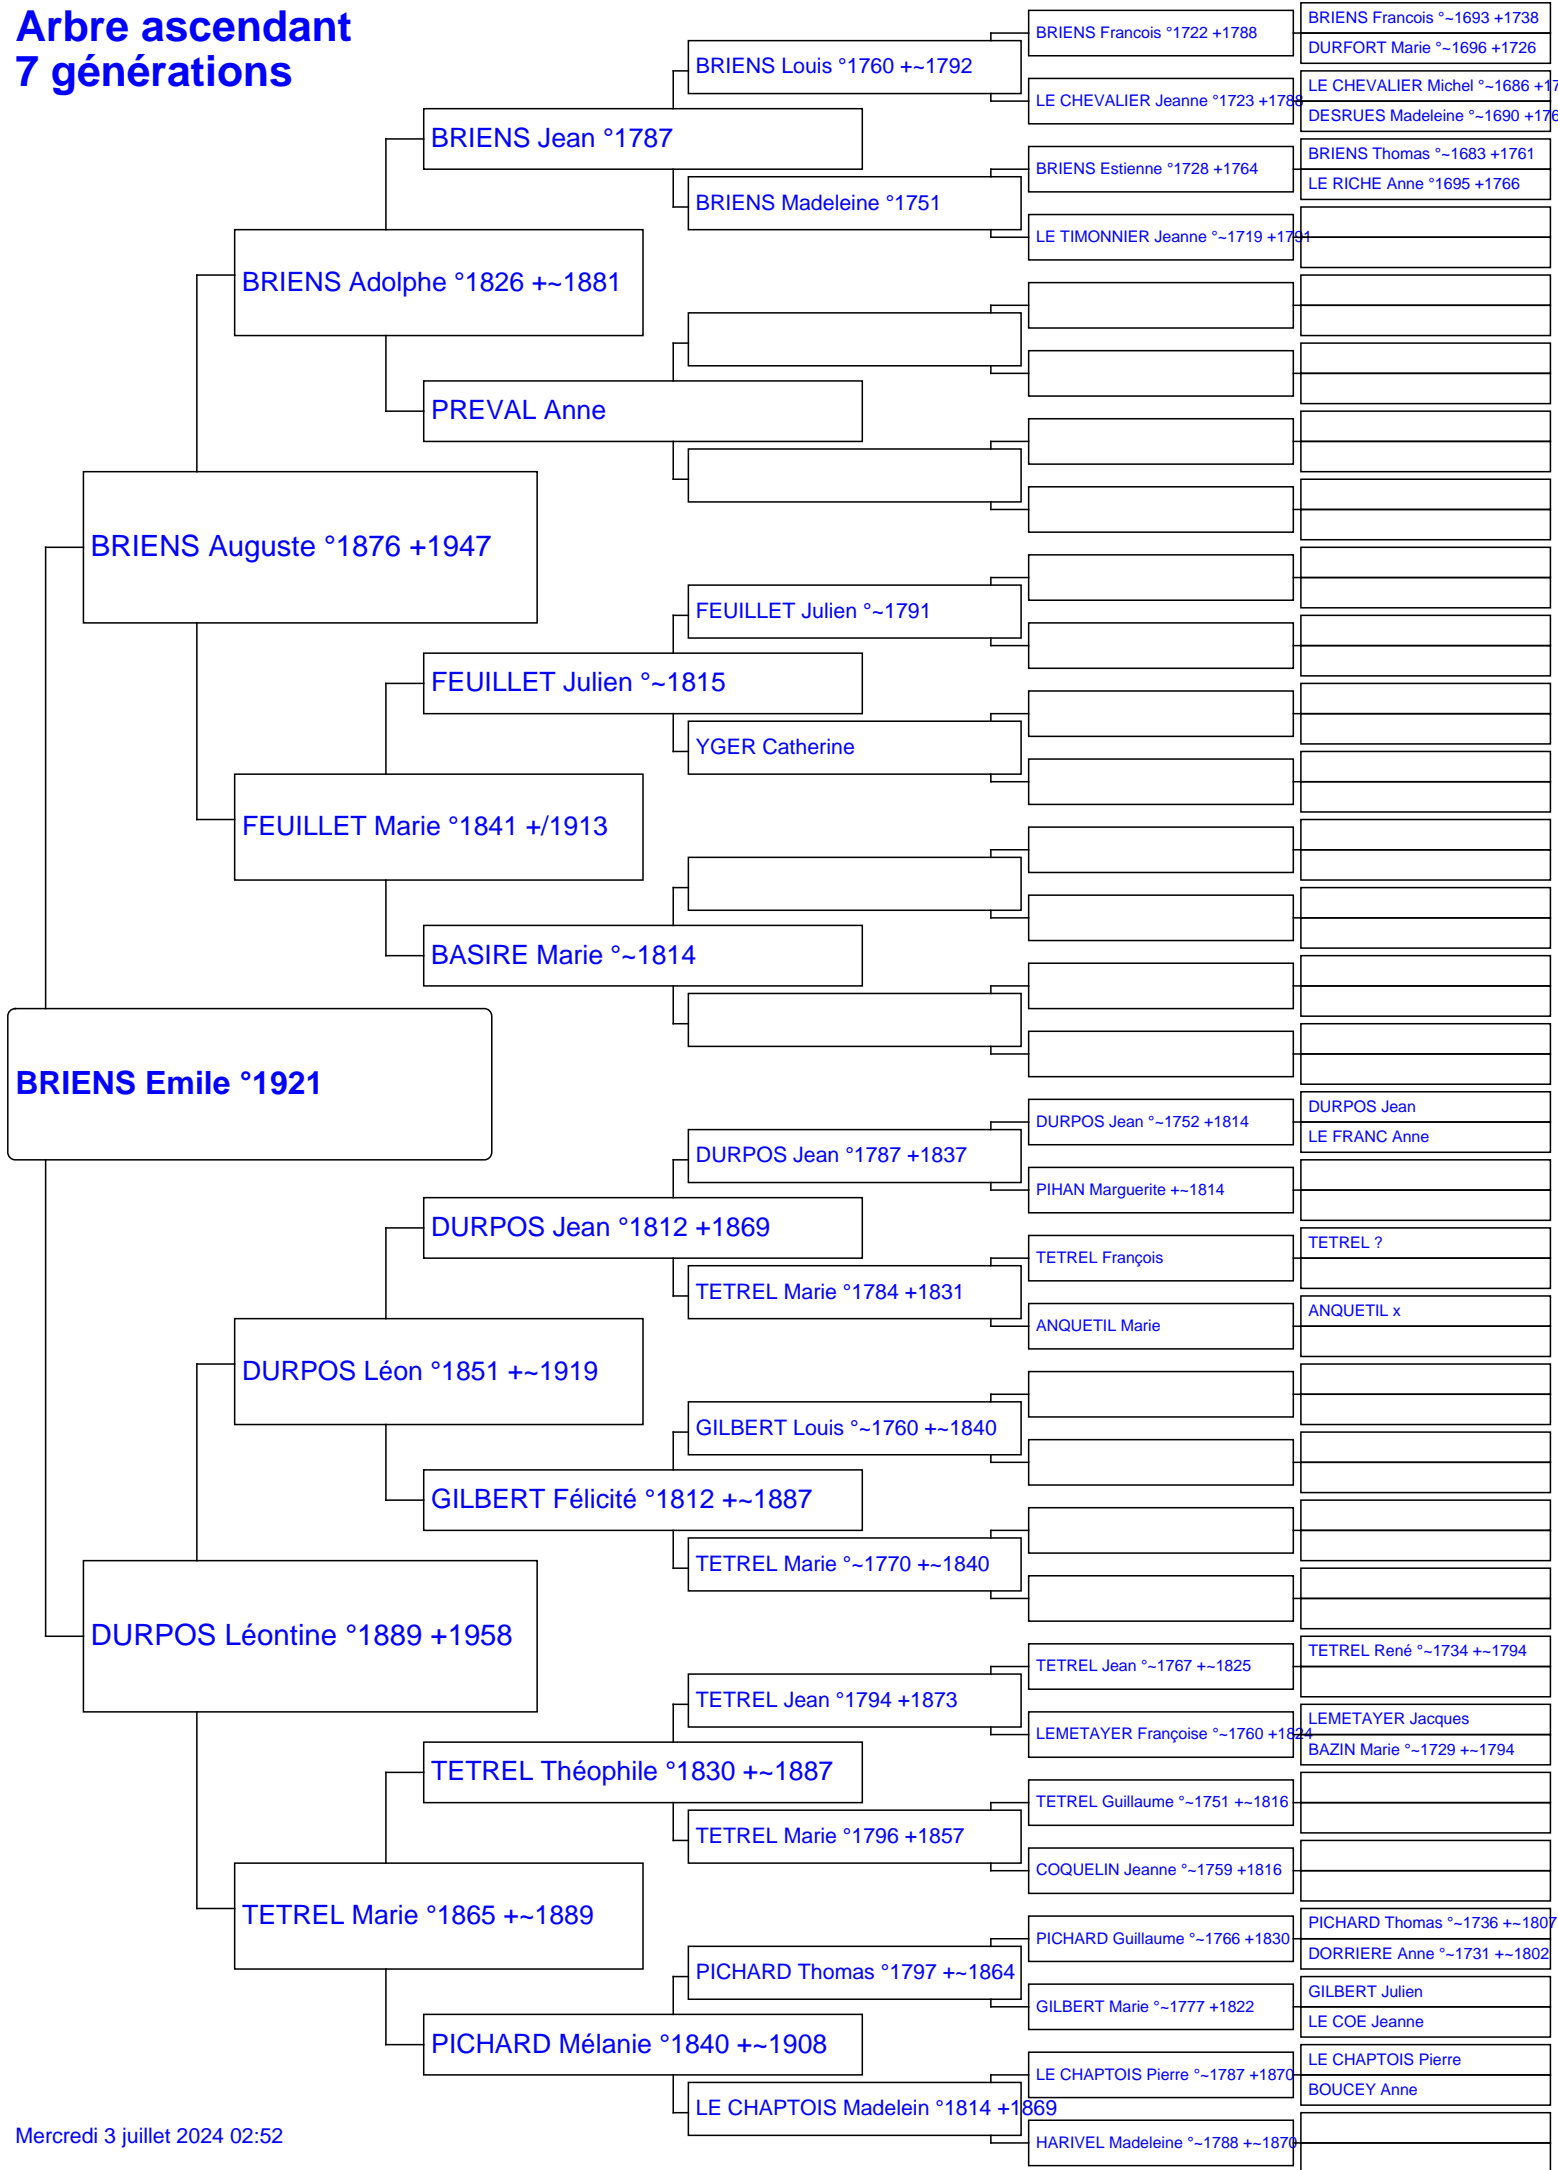 Arbre ascendant
7 générations
BRIENS Francois °~1693 +1738
BRIENS Francois °1722 +1788
DURFORT Marie °~1696 +1726
BRIENS Louis °1760 +~1792
LE CHEVALIER Michel °~1686 +17
LE CHEVALIER Jeanne °1723 +1788
DESRUES Madeleine °~1690 +176
BRIENS Jean °1787
BRIENS Thomas °~1683 +1761
BRIENS Estienne °1728 +1764
LE RICHE Anne °1695 +1766
BRIENS Madeleine °1751
LE TIMONNIER Jeanne °~1719 +1791
BRIENS Adolphe °1826 +~1881
PREVAL Anne
BRIENS Auguste °1876 +1947
FEUILLET Julien °~1791
FEUILLET Julien °~1815
YGER Catherine
FEUILLET Marie °1841 +/1913
BASIRE Marie °~1814
BRIENS Emile °1921
DURPOS Jean
DURPOS Jean °~1752 +1814
LE FRANC Anne
DURPOS Jean °1787 +1837
PIHAN Marguerite +~1814
DURPOS Jean °1812 +1869
TETREL ?
TETREL François
TETREL Marie °1784 +1831
ANQUETIL x
ANQUETIL Marie
DURPOS Léon °1851 +~1919
GILBERT Louis °~1760 +~1840
GILBERT Félicité °1812 +~1887
TETREL Marie °~1770 +~1840
DURPOS Léontine °1889 +1958
TETREL René °~1734 +~1794
TETREL Jean °~1767 +~1825
TETREL Jean °1794 +1873
LEMETAYER Jacques
LEMETAYER Françoise °~1760 +1824
BAZIN Marie °~1729 +~1794
TETREL Théophile °1830 +~1887
TETREL Guillaume °~1751 +~1816
TETREL Marie °1796 +1857
COQUELIN Jeanne °~1759 +1816
TETREL Marie °1865 +~1889
PICHARD Thomas °~1736 +~1807
PICHARD Guillaume °~1766 +1830
DORRIERE Anne °~1731 +~1802
PICHARD Thomas °1797 +~1864
GILBERT Julien
GILBERT Marie °~1777 +1822
LE COE Jeanne
PICHARD Mélanie °1840 +~1908
LE CHAPTOIS Pierre
LE CHAPTOIS Pierre °~1787 +1870
BOUCEY Anne
LE CHAPTOIS Madelein °1814 +1869
HARIVEL Madeleine °~1788 +~1870
Mercredi 3 juillet 2024 02:52